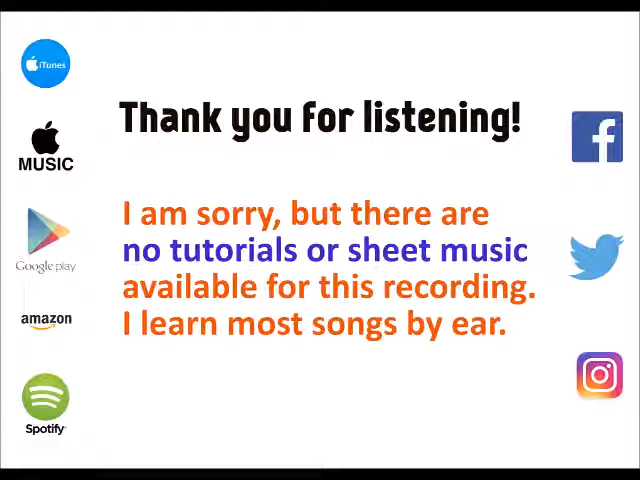 iTunes
Thank you for listening!
MUSIC
I am sorry, but there are
no tutorials or sheet music
available for this recording.
I learn most songs by ear.
Google play
amazon
Spotify